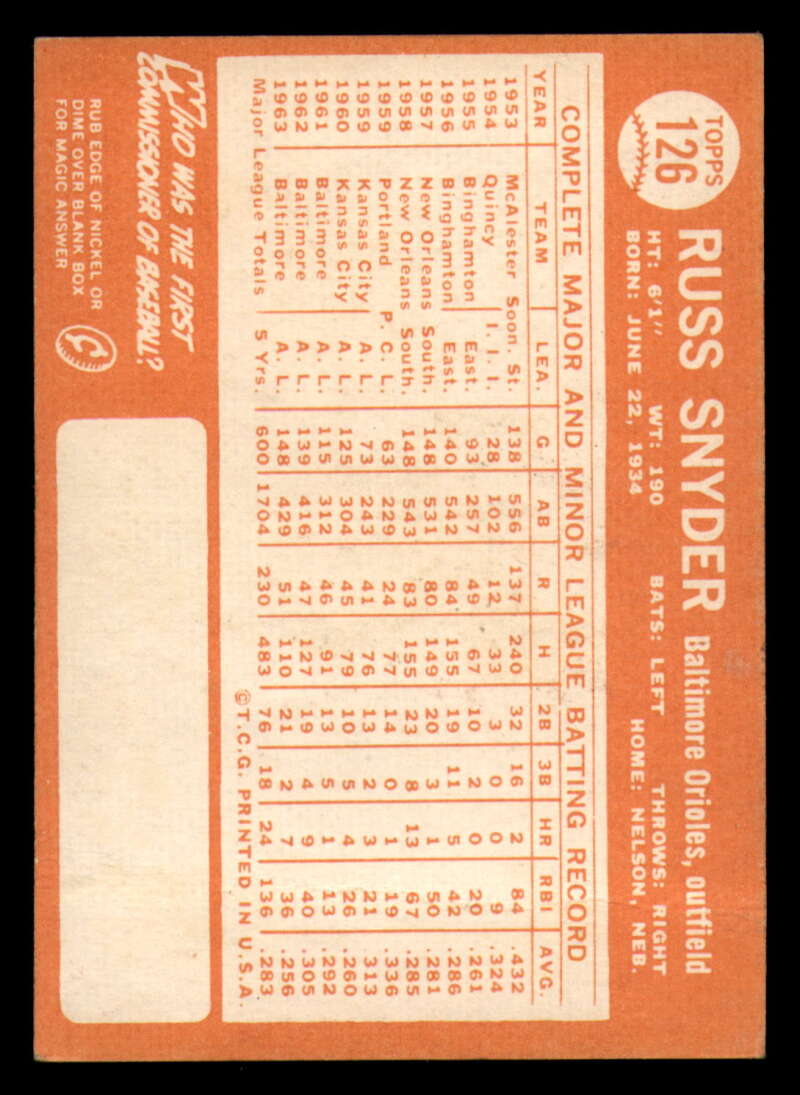 TOPPS
126
RUSS SNYDER Baltimore Orioles, outfield
HT: 6'1" WT: 190 BATS: LEFT THROWS: RIGHT
BORN: JUNE 22, 1934 HOME: NELSON, NEB.
COMPLETE MAJOR AND MINOR LEAGUE BATTING RECORD
YEAR TEAM LEA. G AB R H 2B 3B HR RBI AVG.
1953 McAlester Soon. St. 138 556 137 240 32 16 2 84 .432
1954 Quincy I. I. I. 28 102 12 33 3 0 0 9 .324
1955 Binghamton East. 93 257 49 67 10 2 0 20 .261
1956 Binghamton East. 140 542 84 155 19 11 5 42 .286
1957 New Orleans South. 148 531 80 149 20 3 1 50 .281
1958 New Orleans South. 148 543 83 155 23 8 13 67 .285
1959 Portland P. C. L. 63 229 24 77 14 0 1 19 .336
1959 Kansas City A. L. 73 243 41 76 13 2 3 21 .313
1960 Kansas City A. L. 125 304 45 79 10 5 4 26 .260
1961 Baltimore A. L. 115 312 46 91 13 5 1 13 .292
1962 Baltimore A. L. 139 416 47 127 19 4 9 40 .305
1963 Baltimore A. L. 148 429 51 110 21 2 7 36 .256
Major League Totals 5 Yrs. 600 1704 230 483 76 18 24 136 .283
©T.C.G. PRINTED IN U.S.A.
WHO WAS THE FIRST
COMMISSIONER OF BASEBALL?
RUB EDGE OF NICKEL OR
DIME OVER BLANK BOX
FOR MAGIC ANSWER